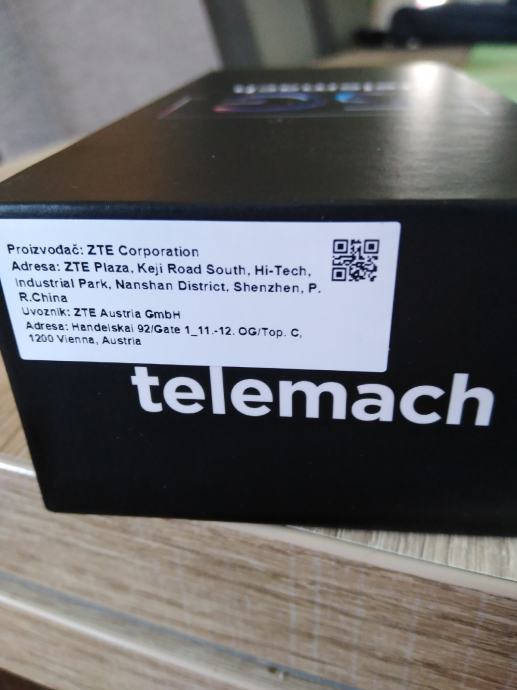 telemach
Proizvođač: ZTE Corporation
Adresa: ZTE Plaza, Keji Road South, Hi-Tech,
Industrial Park, Nanshan District, Shenzhen, P.
R.China
Uvoznik: ZTE Austria GmbH
Adresa: Handelskai 92/Gate 1_11.-12. OG/Top. C,
1200 Vienna, Austria
telemach